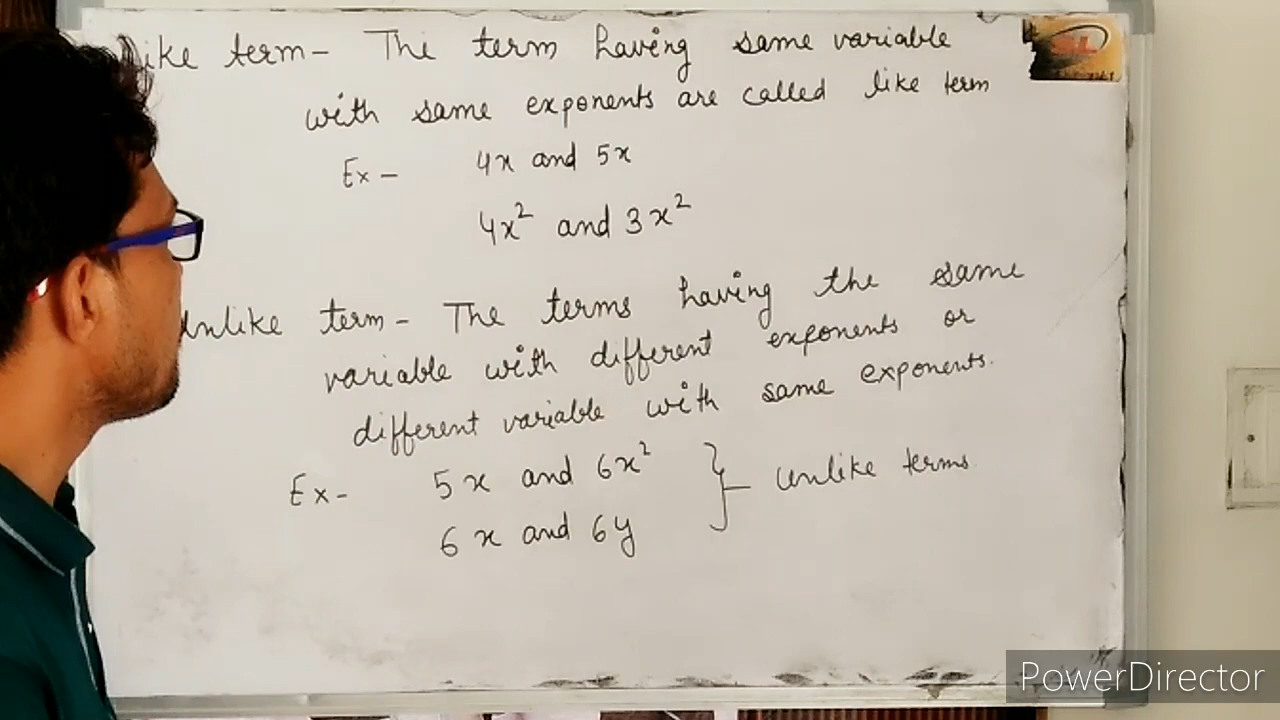 like term - The term having same variable
with same exponents are called like term
Ex - 4x and 5x
4x² and 3x²
unlike term - The terms having the same
variable with different exponents or
different variable with same exponents.
Ex - 5x and 6x² } - unlike terms
6x and 6y
PowerDirector